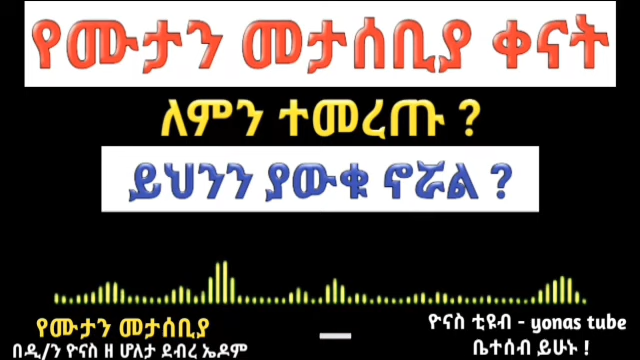 የሙታን መታሰቢያ ቀናት
ለምን ተመረጡ ?
ይህንን ያውቁ ኖሯል ?
የሙታን መታሰቢያ
በዲ/ን ዮናስ ዘ ሆለታ ደብረ ኤዶም
ዮናስ ቲዩብ - yonas tube
ቤተሰብ ይሁኑ !